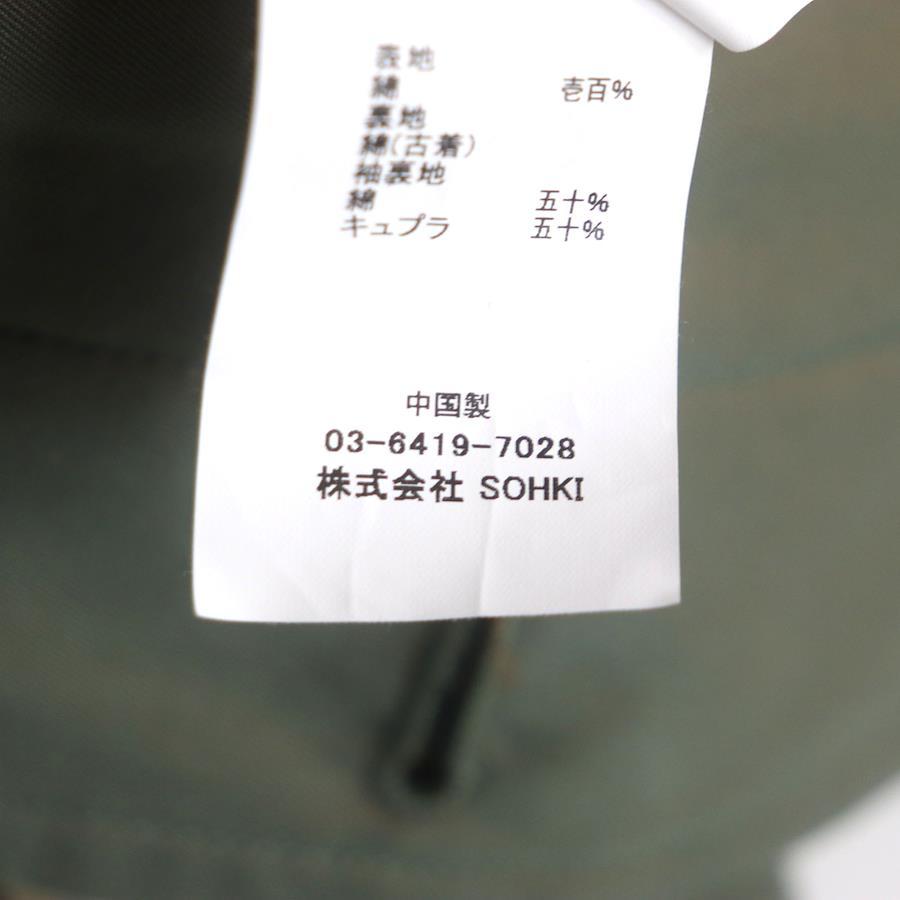 表地
綿 壱百%
裏地
綿(古着)
袖裏地
綿 五十%
キュプラ 五十%
中国製
03-6419-7028
株式会社 SOHKI